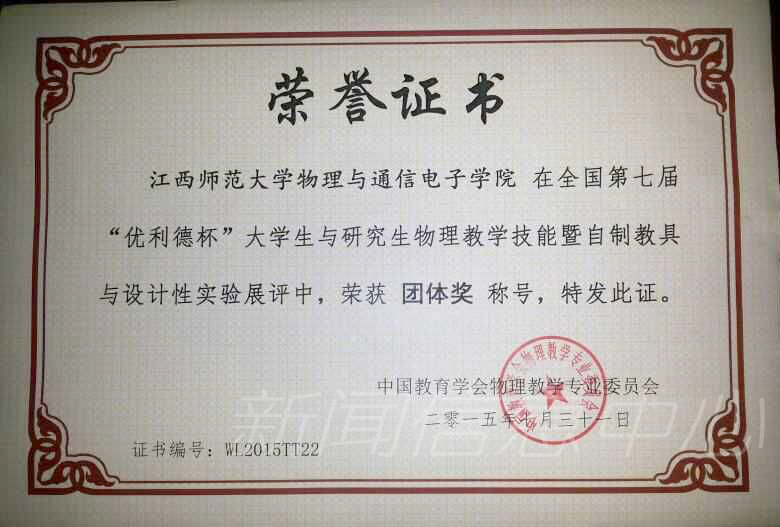 荣誉证书
江西师范大学物理与通信电子学院 在全国第七届
“优利德杯”大学生与研究生物理教学技能暨自制教具
与设计性实验展评中，荣获 团体奖 称号，特发此证。
中国教育学会物理教学专业委员会
二零一五年七月三十一日
证书编号：WL2015TT22
新闻信息中心